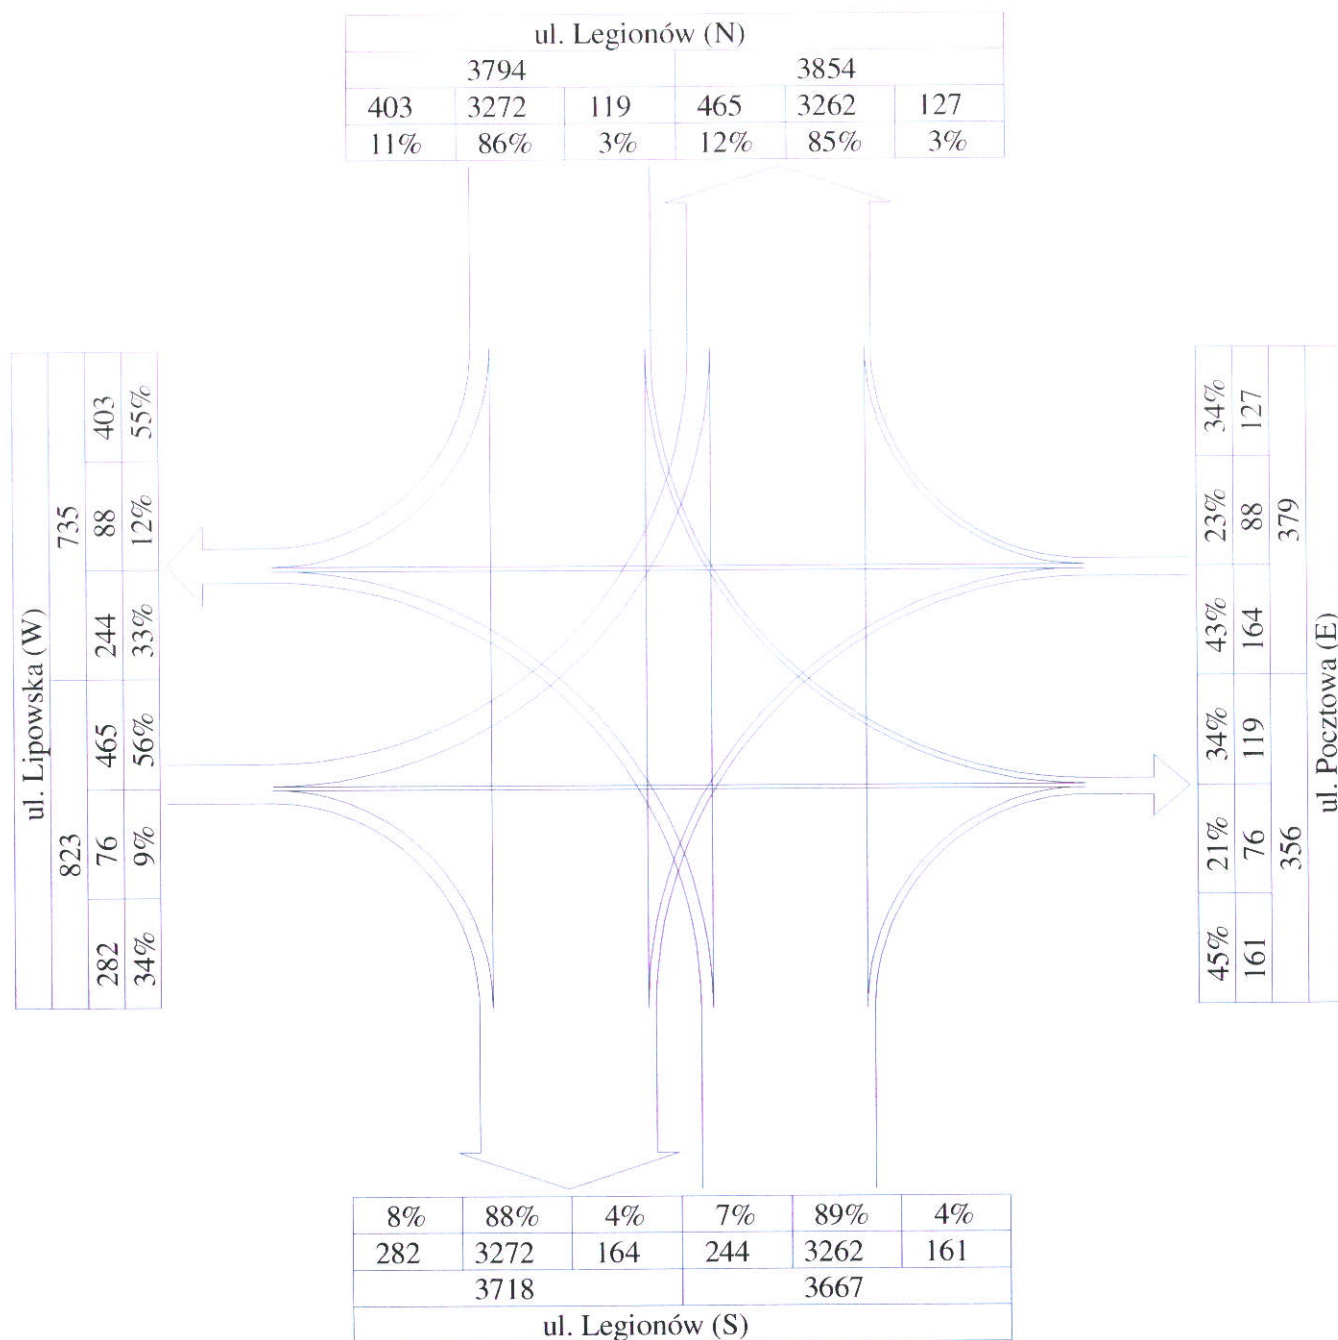 ul. Legionów (N)
3794 3854
403 3272 119 465 3262 127
11% 86% 3% 12% 85% 3%
ul. Lipowska (W)
823 735
282 76 465 244 88 403
34% 9% 56% 33% 12% 55%
45% 21% 34% 43% 23% 34%
161 76 119 164 88 127
356 379
ul. Pocztowa (E)
8% 88% 4% 7% 89% 4%
282 3272 164 244 3262 161
3718 3667
ul. Legionów (S)